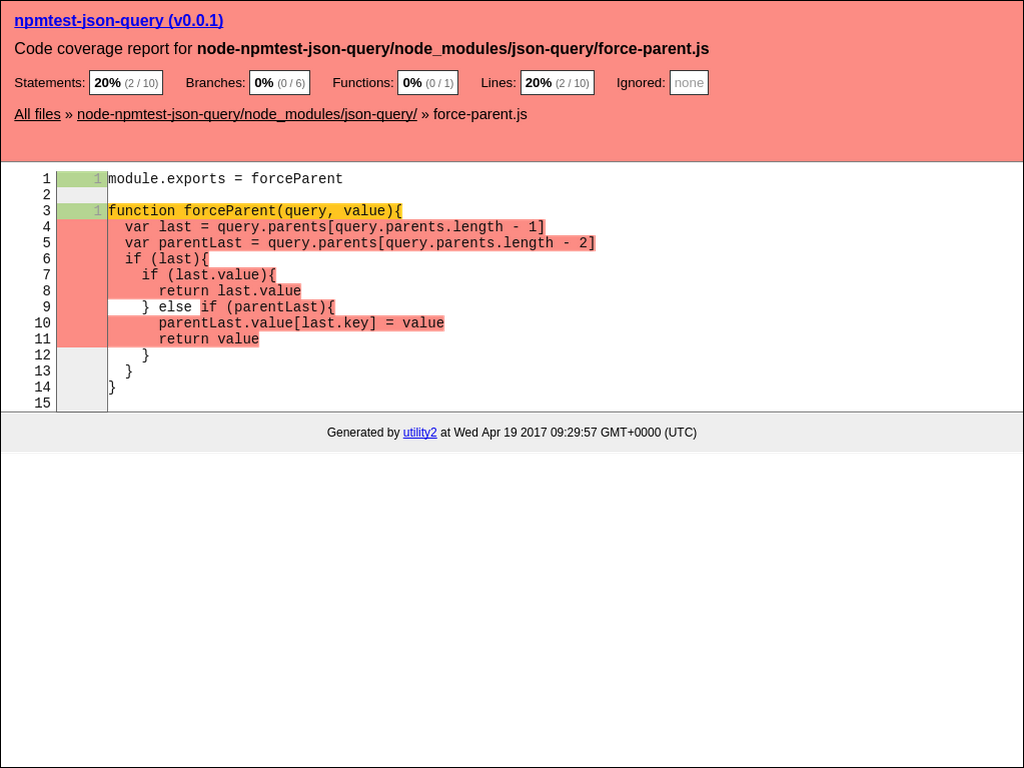 npmtest-json-query (v0.0.1)
Code coverage report for node-npmtest-json-query/node_modules/json-query/force-parent.js
Statements: 20% (2 / 10) Branches: 0% (0 / 6) Functions: 0% (0 / 1) Lines: 20% (2 / 10) Ignored: none
All files » node-npmtest-json-query/node_modules/json-query/ » force-parent.js
1 1 module.exports = forceParent
2
3 1 function forceParent(query, value){
4   var last = query.parents[query.parents.length - 1]
5   var parentLast = query.parents[query.parents.length - 2]
6   if (last){
7     if (last.value){
8       return last.value
9     } else if (parentLast){
10       parentLast.value[last.key] = value
11       return value
12     }
13   }
14 }
15
Generated by utility2 at Wed Apr 19 2017 09:29:57 GMT+0000 (UTC)